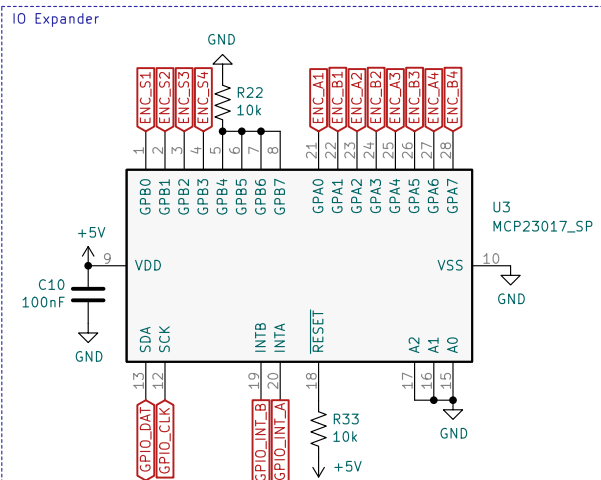 IO Expander
GND
ENC_S1
ENC_S2
ENC_S3
ENC_S4
R22
10k
ENC_A1
ENC_B1
ENC_A2
ENC_B2
ENC_A3
ENC_B3
ENC_A4
ENC_B4
1
2
3
4
5
6
7
8
21
22
23
24
25
26
27
28
GPB0
GPB1
GPB2
GPB3
GPB4
GPB5
GPB6
GPB7
GPA0
GPA1
GPA2
GPA3
GPA4
GPA5
GPA6
GPA7
U3
MCP23017_SP
+5V
9
VDD
VSS
10
C10
100nF
GND
GND
SDA
SCK
INTB
INTA
RESET
A2
A1
A0
13
12
19
20
18
17
16
15
GPIO_DAT
GPIO_CLK
GPIO_INT_B
GPIO_INT_A
R33
10k
+5V
GND